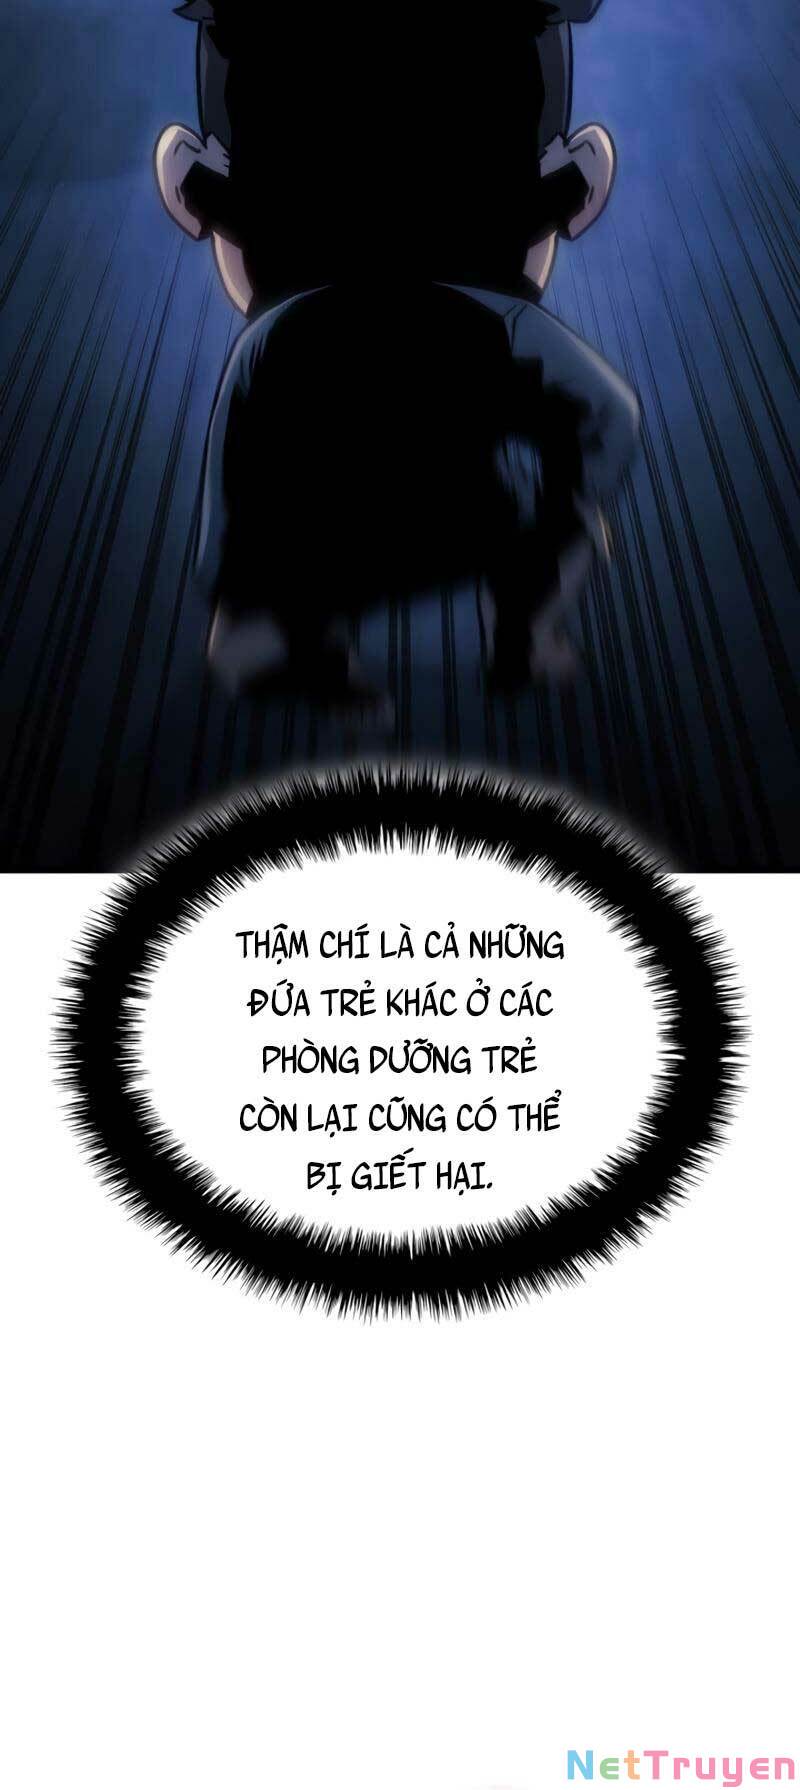 THẬM CHÍ LÀ CẢ NHỮNG
ĐỨA TRẺ KHÁC Ở CÁC
PHÒNG DƯỠNG TRẺ
CÒN LẠI CŨNG CÓ THỂ
BỊ GIẾT HẠI.
NetTruyen